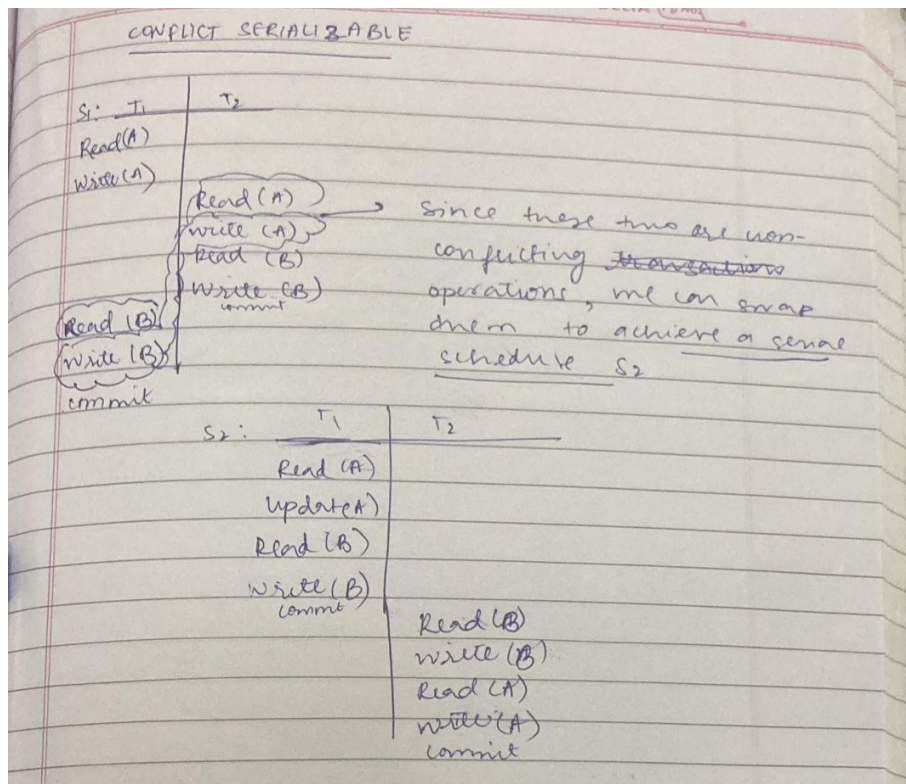 CONFLICT SERIALIZABLE
S1: T1 T2
Read(A)
Write(A)
Read(A)
write(A)
Read (B)
Write (B)
commit
Read (B)
Write (B)
commit
Since these two are non-
conflicting transactions
operations, we can swap
them to achieve a serial
schedule S2
S2: T1 T2
Read (A)
Update(A)
Read (B)
write (B)
commit
Read (B)
write (B)
Read (A)
write (A)
commit